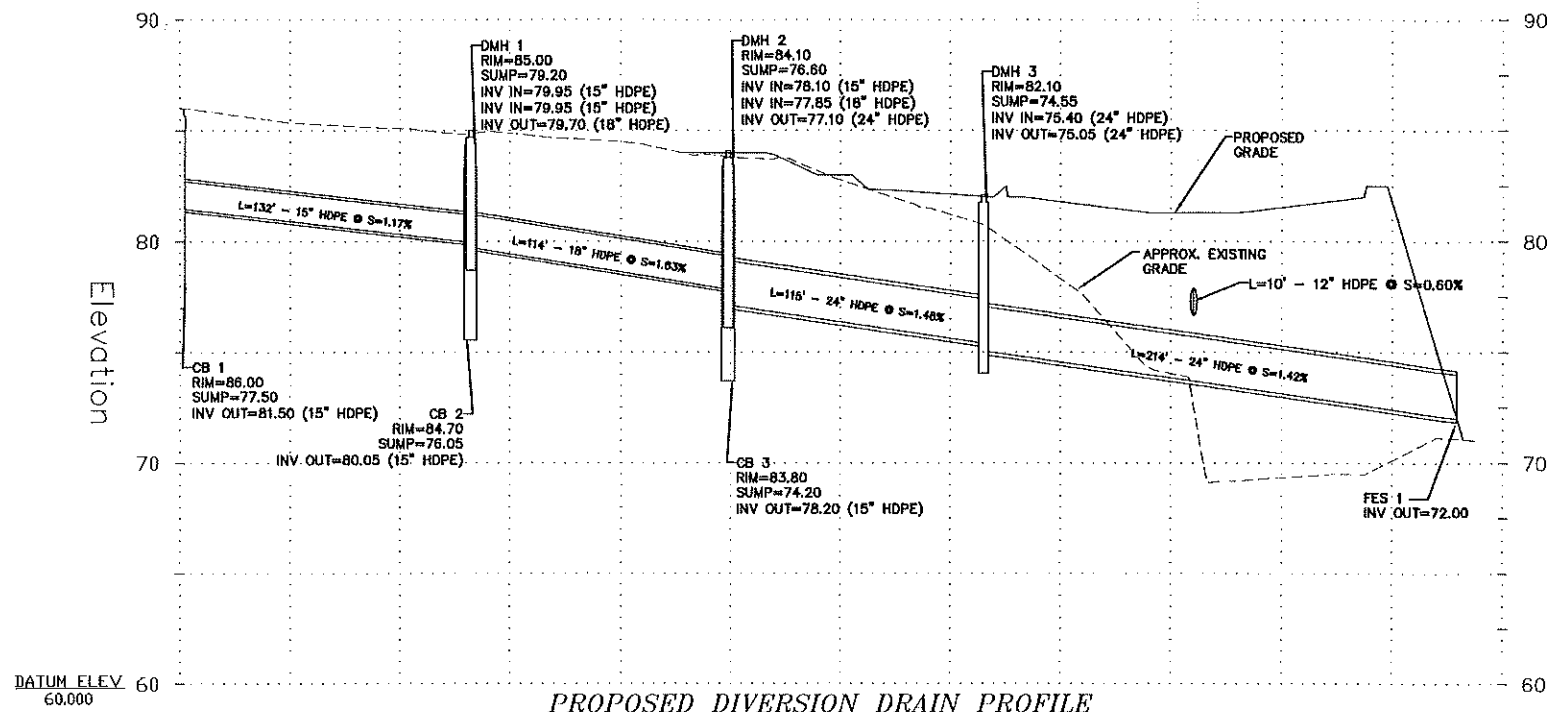 90
90
DMH 1
RIM=85.00
SUMP=79.20
INV IN=79.95 (15" HDPE)
INV IN=79.95 (15" HDPE)
INV OUT=79.70 (18" HDPE)
DMH 2
RIM=84.10
SUMP=76.60
INV IN=78.10 (15" HDPE)
INV IN=77.85 (18" HDPE)
INV OUT=77.10 (24" HDPE)
DMH 3
RIM=82.10
SUMP=74.55
INV IN=75.40 (24" HDPE)
INV OUT=75.05 (24" HDPE)
PROPOSED
GRADE
80
80
L=132' - 15" HDPE @ S=1.17%
L=114' - 18" HDPE @ S=1.63%
L=115' - 24" HDPE @ S=1.48%
L=214' - 24" HDPE @ S=1.42%
APPROX. EXISTING
GRADE
L=10' - 12" HDPE @ S=0.60%
Elevation
CB 1
RIM=86.00
SUMP=77.50
INV OUT=81.50 (15" HDPE)
CB 2
RIM=84.70
SUMP=76.05
INV OUT=80.05 (15" HDPE)
70
70
CB 3
RIM=83.80
SUMP=74.20
INV OUT=78.20 (15" HDPE)
FES 1
INV OUT=72.00
DATUM ELEV
60.000
60
60
PROPOSED DIVERSION DRAIN PROFILE